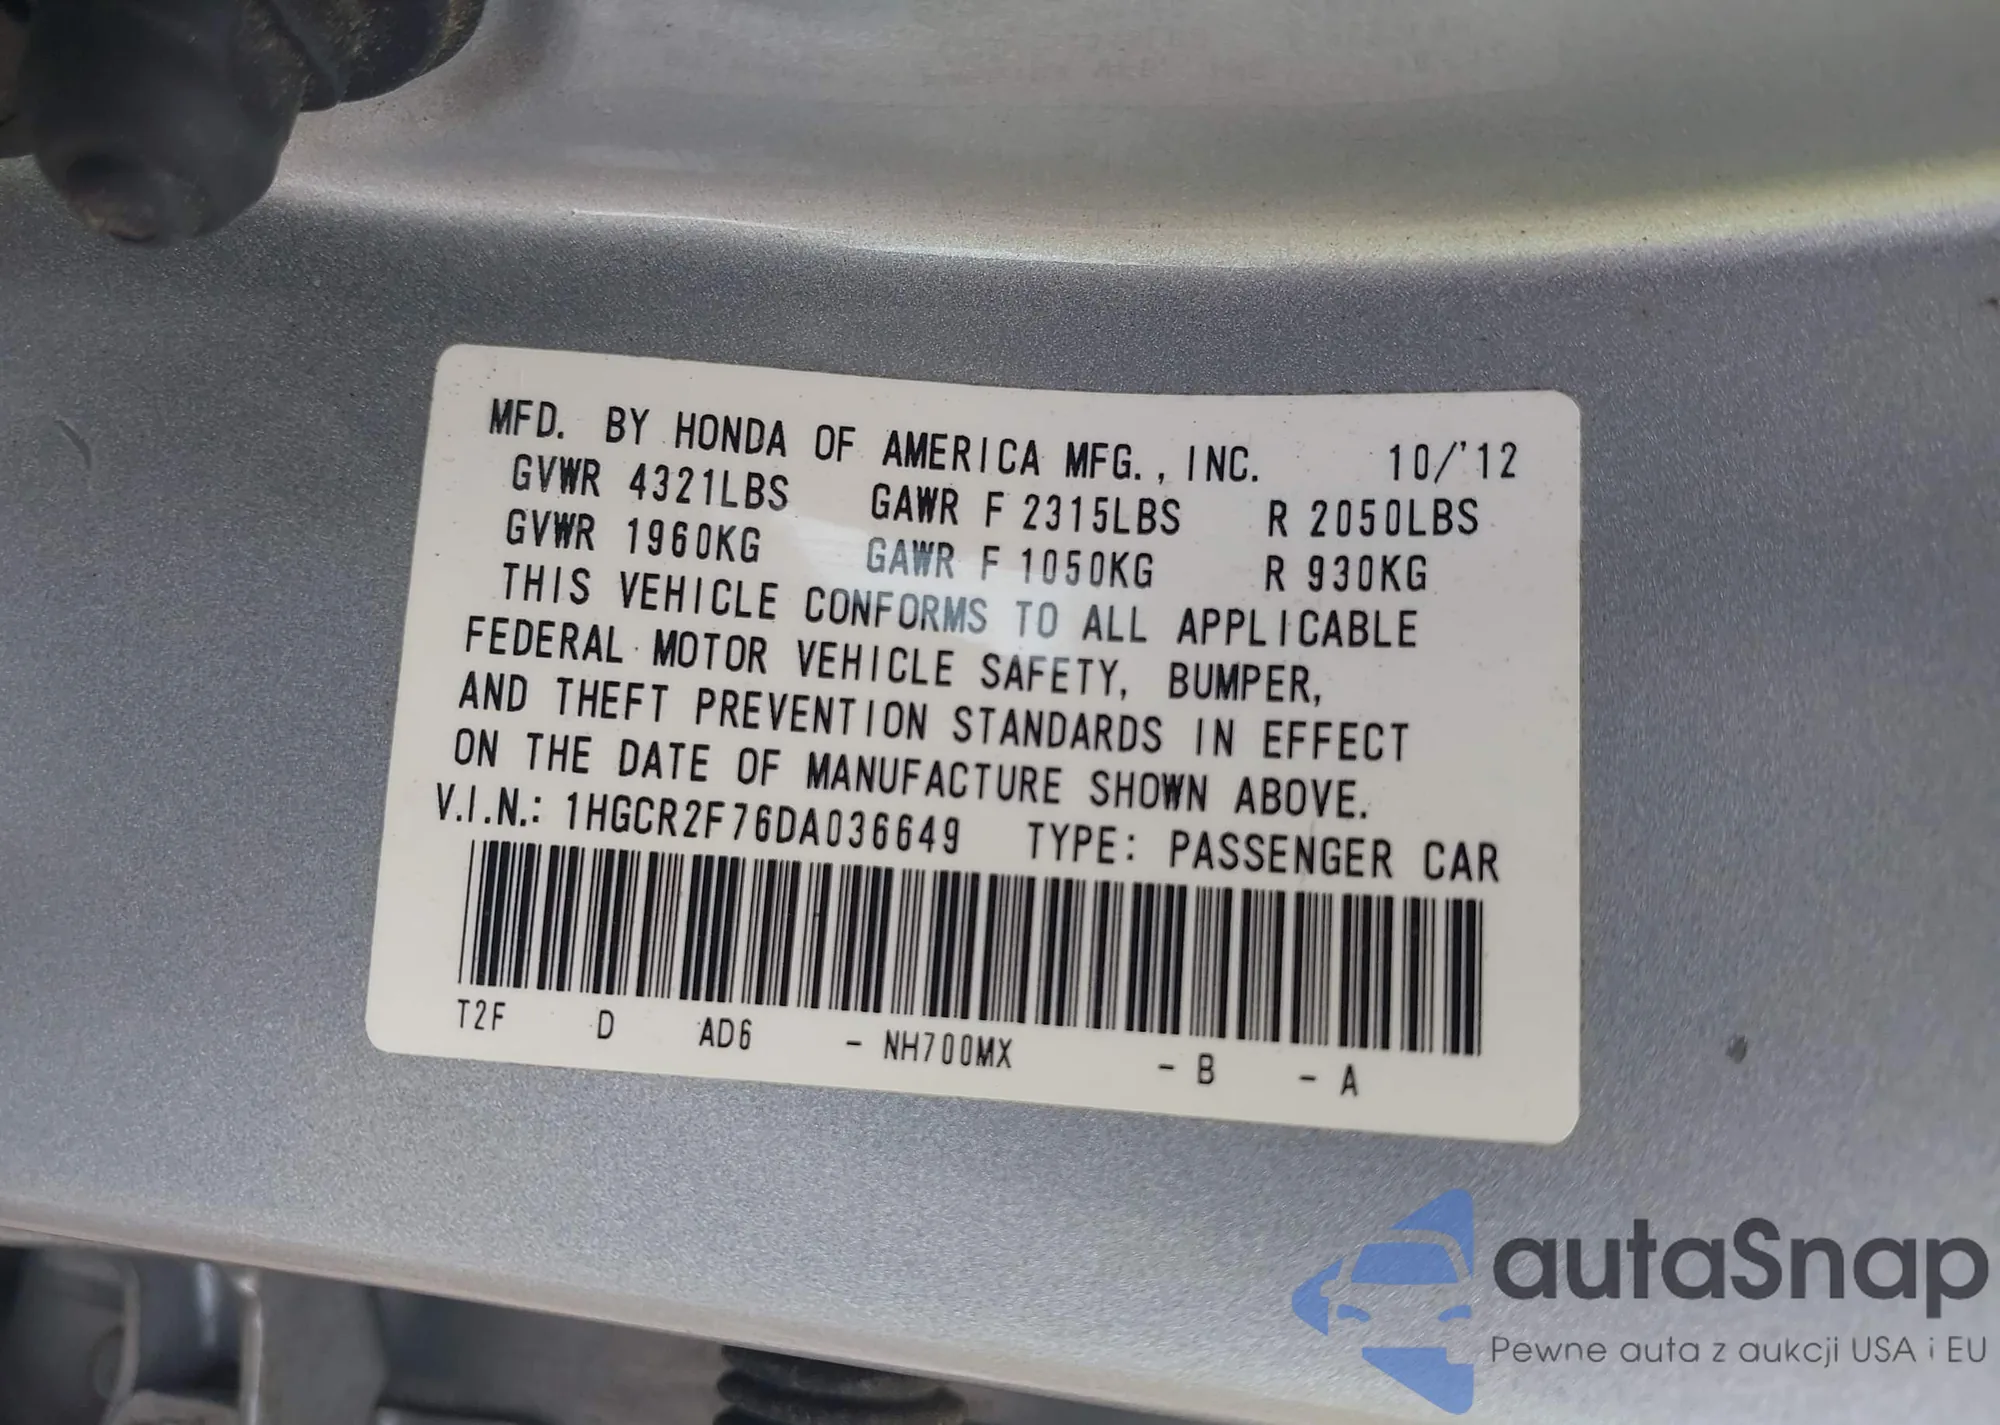 MFD. BY HONDA OF AMERICA MFG., INC. 10/'12
GVWR 4321LBS GAWR F 2315LBS R 2050LBS
GVWR 1960KG GAWR F 1050KG R 930KG
THIS VEHICLE CONFORMS TO ALL APPLICABLE
FEDERAL MOTOR VEHICLE SAFETY, BUMPER,
AND THEFT PREVENTION STANDARDS IN EFFECT
ON THE DATE OF MANUFACTURE SHOWN ABOVE.
V.I.N.: 1HGCR2F76DA036649 TYPE: PASSENGER CAR
T2F D AD6 - NH700MX - B - A
autaSnap
Pewne auta z aukcji USA i EU